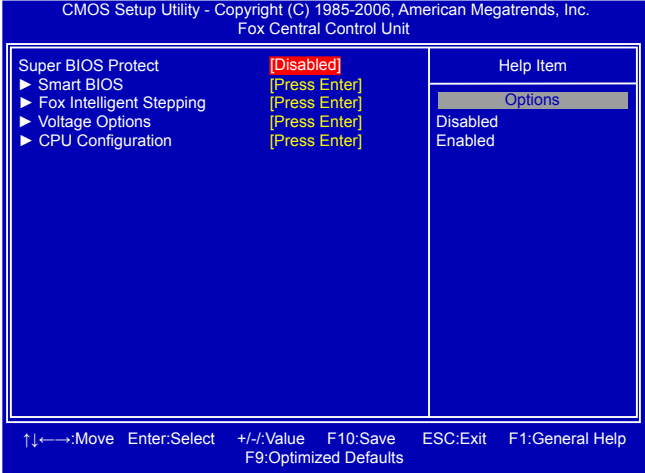 CMOS Setup Utility - Copyright (C) 1985-2006, American Megatrends, Inc.
Fox Central Control Unit
Super BIOS Protect [Disabled]
► Smart BIOS [Press Enter]
► Fox Intelligent Stepping [Press Enter]
► Voltage Options [Press Enter]
► CPU Configuration [Press Enter]
Help Item
Options
Disabled
Enabled
↑↓←→:Move Enter:Select +/-/:Value F10:Save ESC:Exit F1:General Help
F9:Optimized Defaults